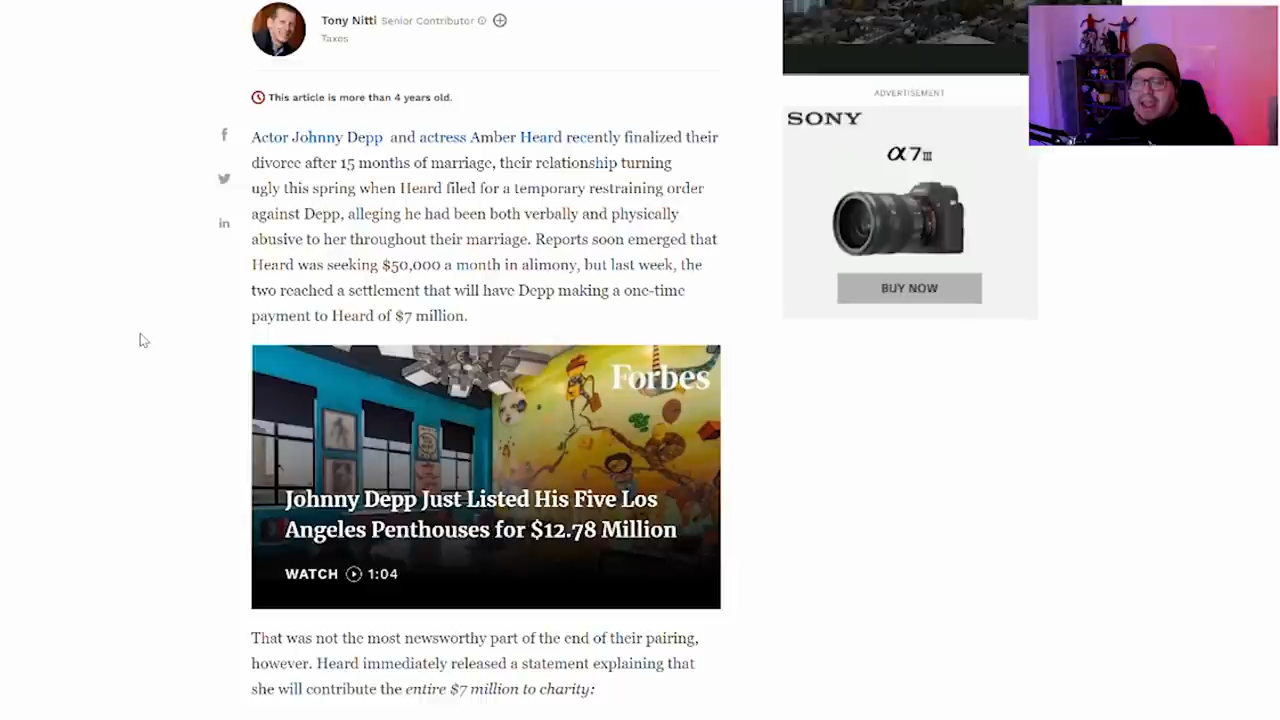 Tony Nitti Senior Contributor
Taxes
This article is more than 4 years old.
Actor Johnny Depp and actress Amber Heard recently finalized their
divorce after 15 months of marriage, their relationship turning
ugly this spring when Heard filed for a temporary restraining order
against Depp, alleging he had been both verbally and physically
abusive to her throughout their marriage. Reports soon emerged that
Heard was seeking $50,000 a month in alimony, but last week, the
two reached a settlement that will have Depp making a one-time
payment to Heard of $7 million.
Forbes
Johnny Depp Just Listed His Five Los
Angeles Penthouses for $12.78 Million
WATCH 1:04
That was not the most newsworthy part of the end of their pairing,
however. Heard immediately released a statement explaining that
she will contribute the entire $7 million to charity:
ADVERTISEMENT
SONY
α7III
BUY NOW